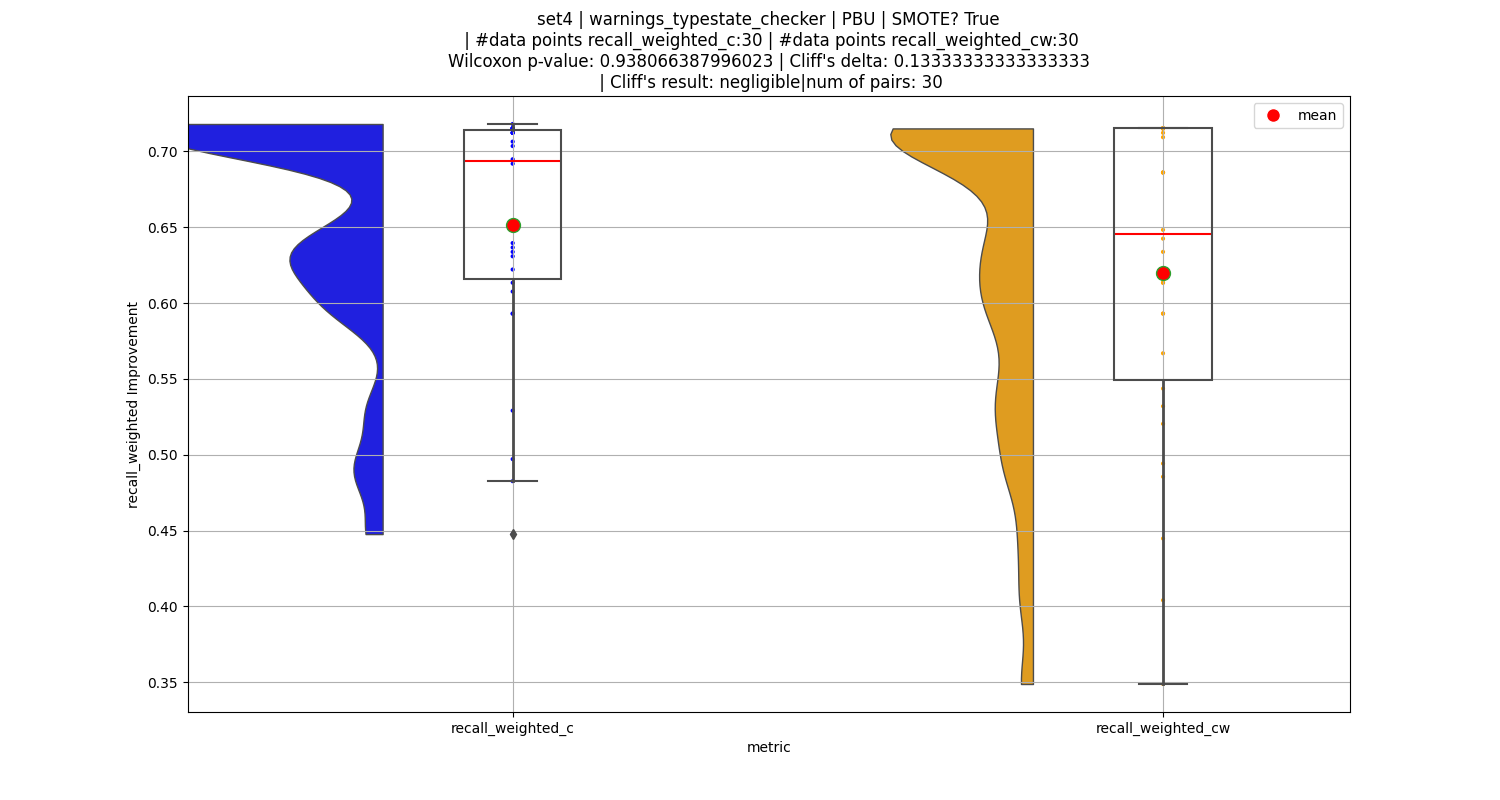 set4 | warnings_typestate_checker | PBU | SMOTE? True
| #data points recall_weighted_c:30 | #data points recall_weighted_cw:30
Wilcoxon p-value: 0.938066387996023 | Cliff's delta: 0.13333333333333333
| Cliff's result: negligible|num of pairs: 30
mean
0.70
0.65
0.60
0.55
0.50
0.45
0.40
0.35
recall_weighted Improvement
recall_weighted_c
recall_weighted_cw
metric